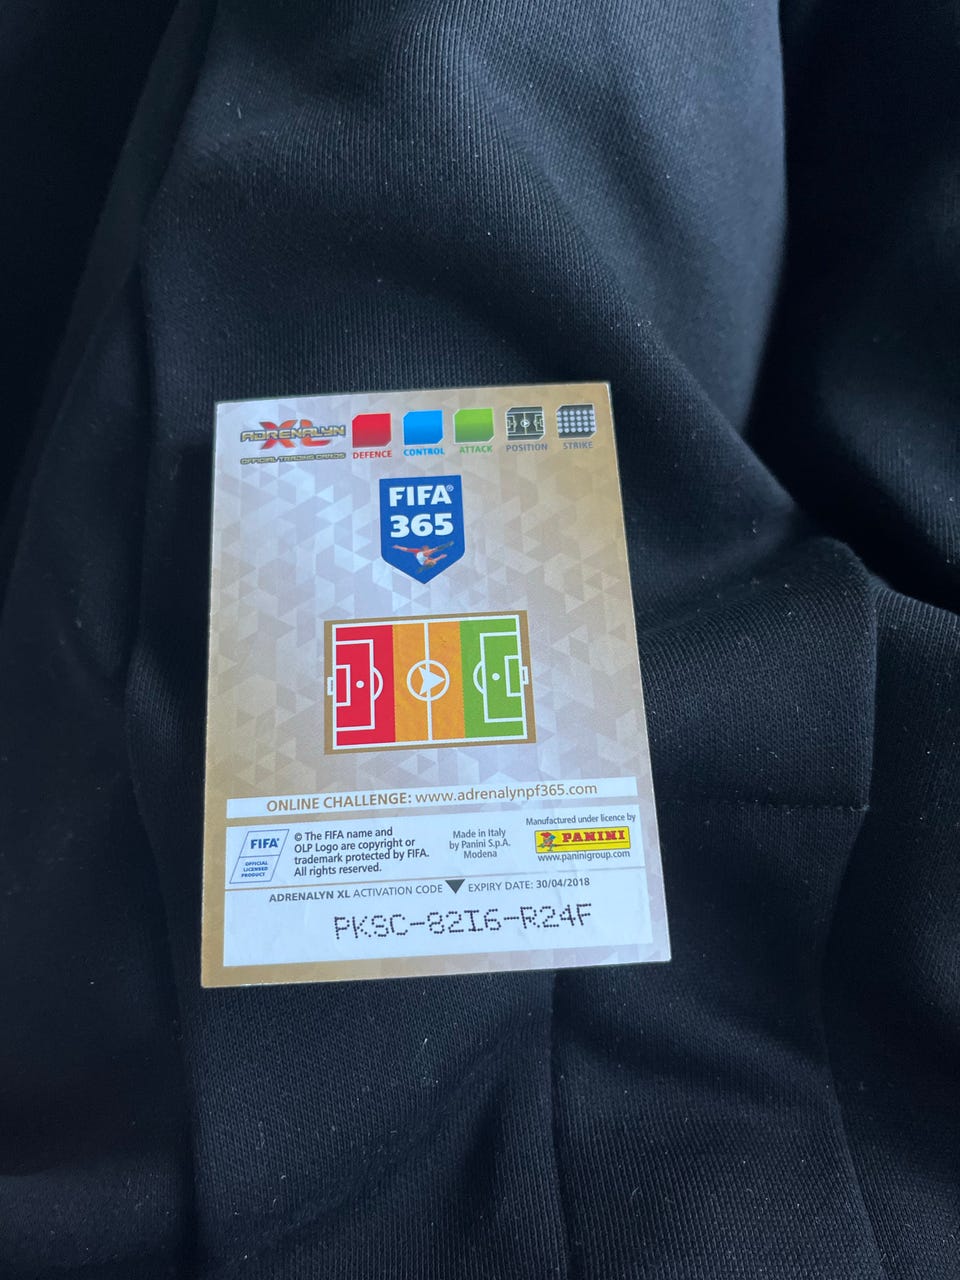 ADRENALYN XL
OFFICIAL TRADING CARDS
DEFENCE CONTROL ATTACK POSITION STRIKE
FIFA®
365
ONLINE CHALLENGE: www.adrenalynpf365.com
FIFA®
OFFICIAL
LICENSED
PRODUCT
© The FIFA name and
OLP Logo are copyright or
trademark protected by FIFA.
All rights reserved.
Made in Italy
by Panini S.p.A.
Modena
Manufactured under licence by
PANINI
www.paninigroup.com
ADRENALYN XL ACTIVATION CODE EXPIRY DATE: 30/04/2018
PKSC-82I6-R24F